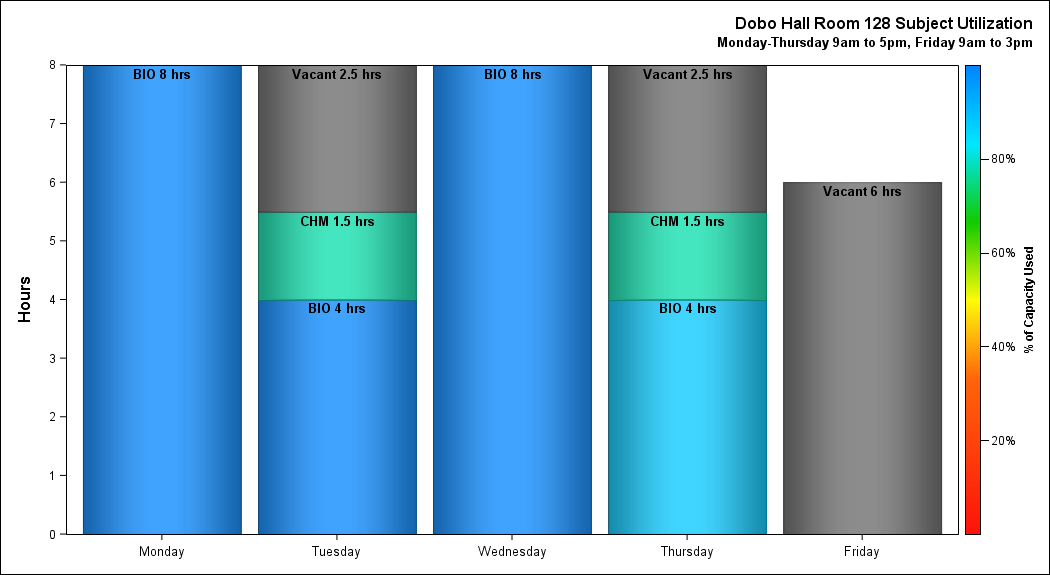 Dobo Hall Room 128 Subject Utilization
Monday-Thursday 9am to 5pm, Friday 9am to 3pm
Hours
8
7
6
5
4
3
2
1
0
BIO 8 hrs
Vacant 2.5 hrs
CHM 1.5 hrs
BIO 4 hrs
BIO 8 hrs
Vacant 2.5 hrs
CHM 1.5 hrs
BIO 4 hrs
Vacant 6 hrs
Monday
Tuesday
Wednesday
Thursday
Friday
80%
60%
40%
20%
% of Capacity Used